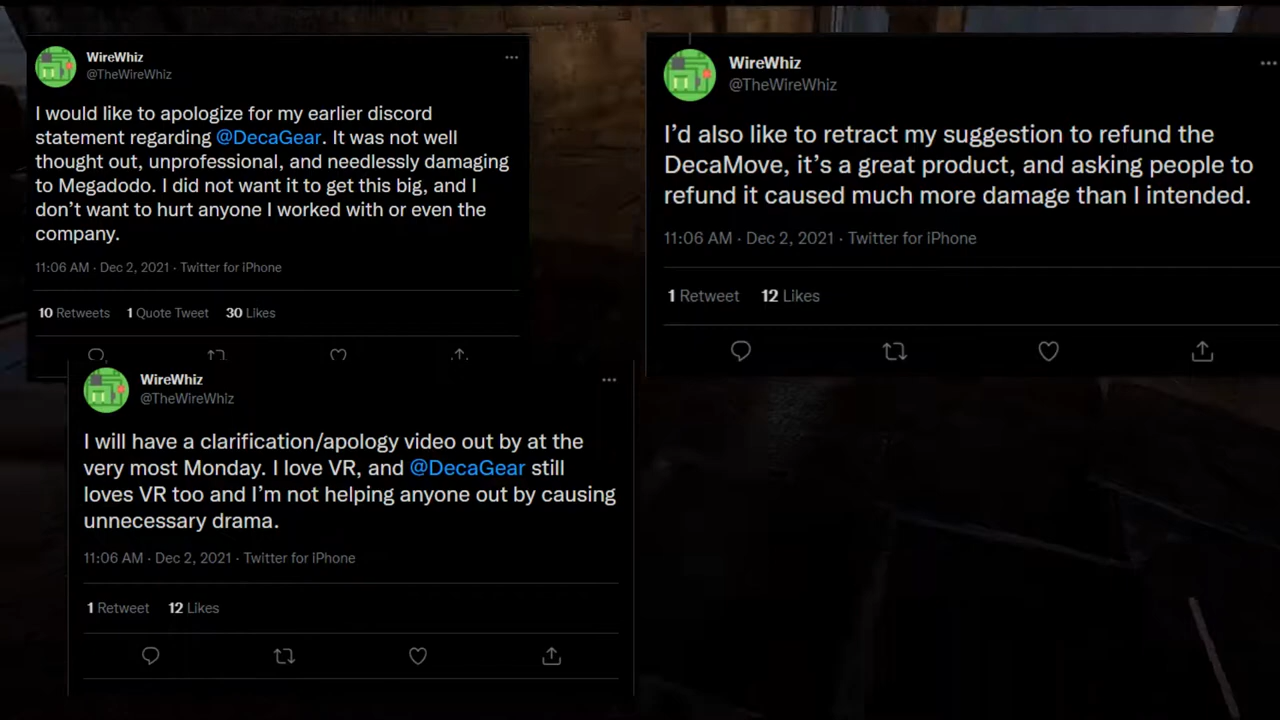 WireWhiz
@TheWireWhiz
I would like to apologize for my earlier discord
statement regarding @DecaGear. It was not well
thought out, unprofessional, and needlessly damaging
to Megadodo. I did not want it to get this big, and I
don’t want to hurt anyone I worked with or even the
company.
11:06 AM · Dec 2, 2021 · Twitter for iPhone
10 Retweets 1 Quote Tweet 30 Likes
WireWhiz
@TheWireWhiz
I will have a clarification/apology video out by at the
very most Monday. I love VR, and @DecaGear still
loves VR too and I’m not helping anyone out by causing
unnecessary drama.
11:06 AM · Dec 2, 2021 · Twitter for iPhone
1 Retweet 12 Likes
WireWhiz
@TheWireWhiz
I’d also like to retract my suggestion to refund the
DecaMove, it’s a great product, and asking people to
refund it caused much more damage than I intended.
11:06 AM · Dec 2, 2021 · Twitter for iPhone
1 Retweet 12 Likes